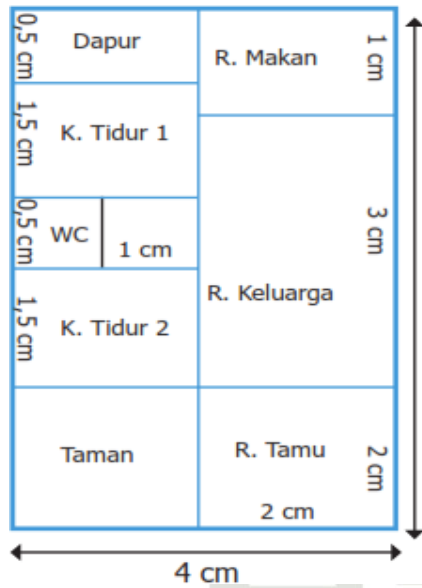 0,5 cm
Dapur
R. Makan
1 cm
1,5 cm
K. Tidur 1
0,5 cm
WC
1 cm
3 cm
R. Keluarga
1,5 cm
K. Tidur 2
Taman
R. Tamu
2 cm
2 cm
4 cm